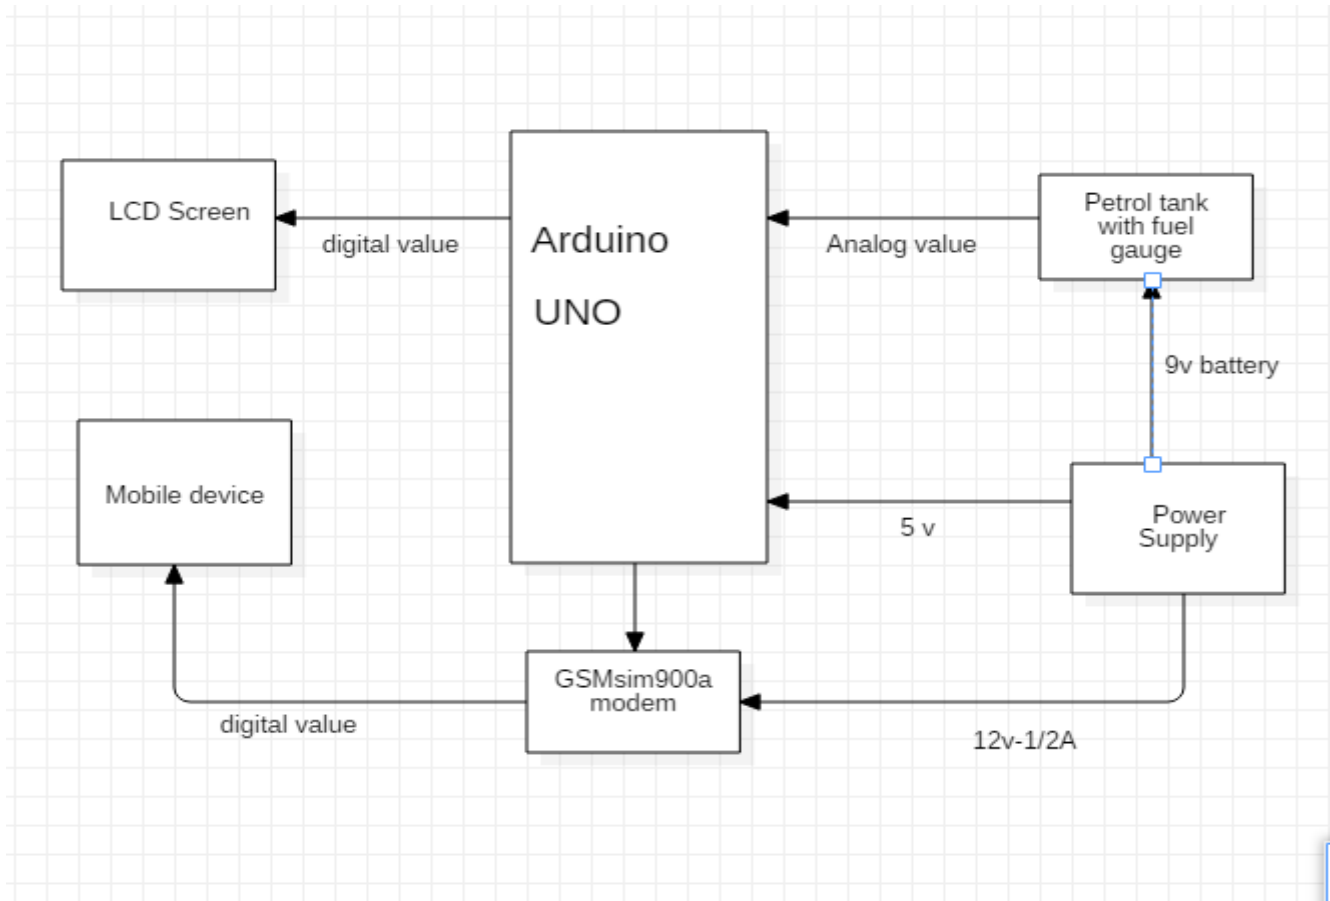 LCD Screen
digital value
Arduino
UNO
Analog value
Petrol tank
with fuel
gauge
9v battery
Mobile device
5 v
Power
Supply
GSMsim900a
modem
digital value
12v-1/2A